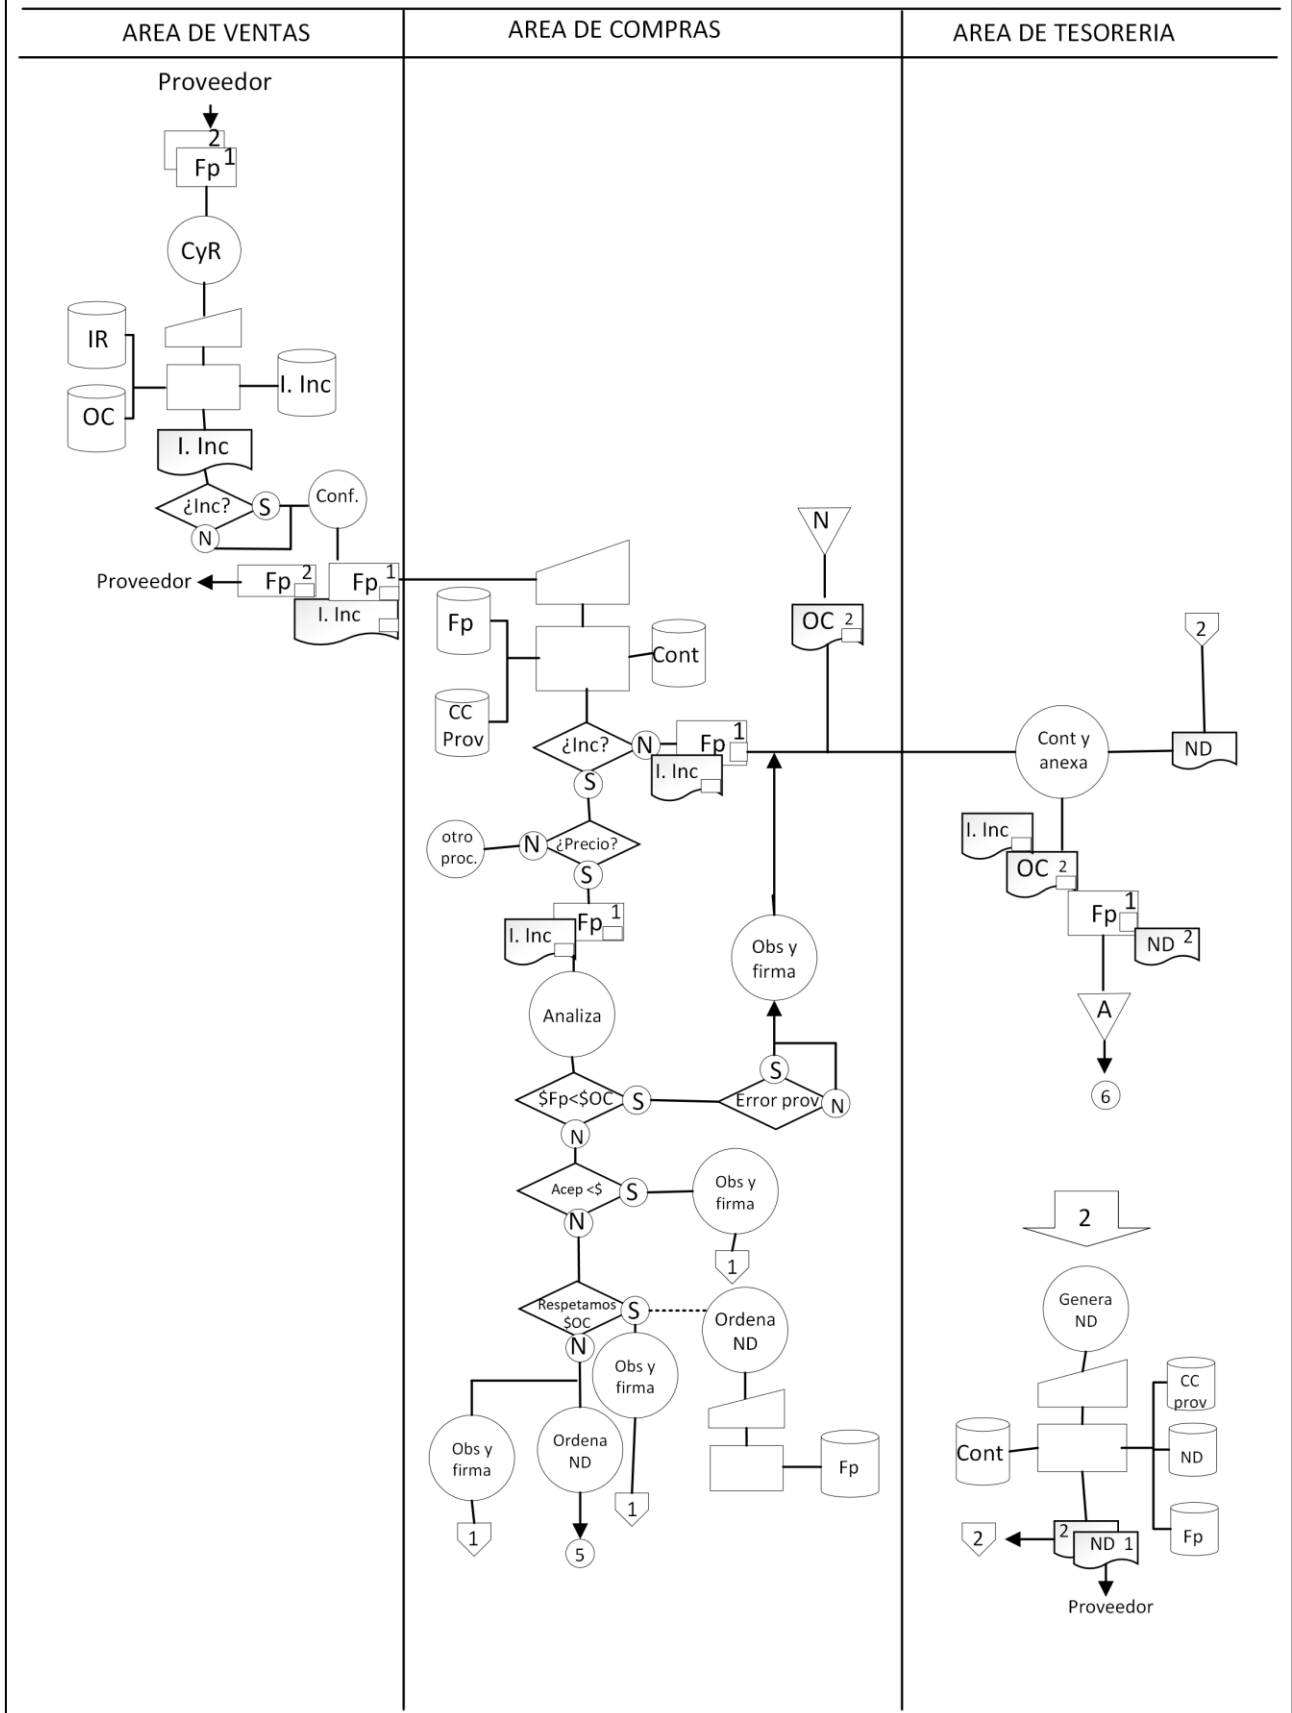 AREA DE VENTAS
AREA DE COMPRAS
AREA DE TESORERIA
Proveedor
2
Fp 1
CyR
IR
OC
I. Inc
I. Inc
¿Inc?
S
N
Conf.
Proveedor
Fp 2
Fp 1
I. Inc
Fp
CC
Prov
Cont
¿Inc?
N
S
Fp 1
I. Inc
N
OC 2
otro
proc.
N
¿Precio?
S
Fp 1
I. Inc
Analiza
$Fp<$OC
S
N
Error prov
S
N
Obs y
firma
Acep <$
S
N
Obs y
firma
1
Respetamos
$OC
S
N
Obs y
firma
1
Ordena
ND
Fp
Obs y
firma
1
Ordena
ND
5
2
ND
Cont y
anexa
I. Inc
OC 2
Fp 1
ND 2
A
6
2
Genera
ND
Cont
CC
prov
ND
Fp
2
2
ND 1
Proveedor